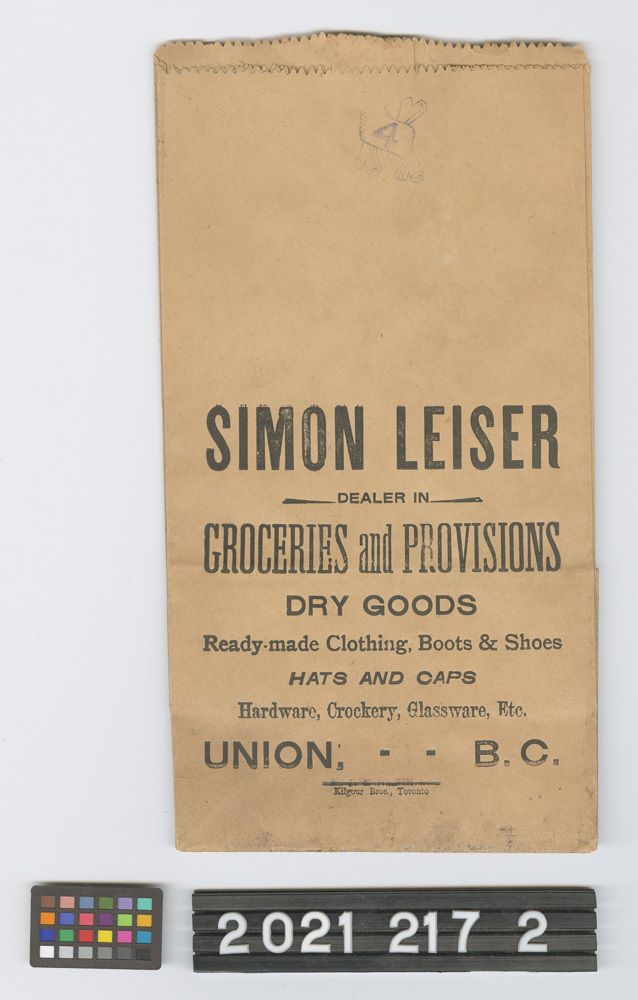 4
SIMON LEISER
DEALER IN
GROCERIES and PROVISIONS
DRY GOODS
Ready-made Clothing, Boots & Shoes
HATS AND CAPS
Hardware, Crockery, Glassware, Etc.
UNION, - - B.C.
Kilgour Bros., Toronto
2021 217 2